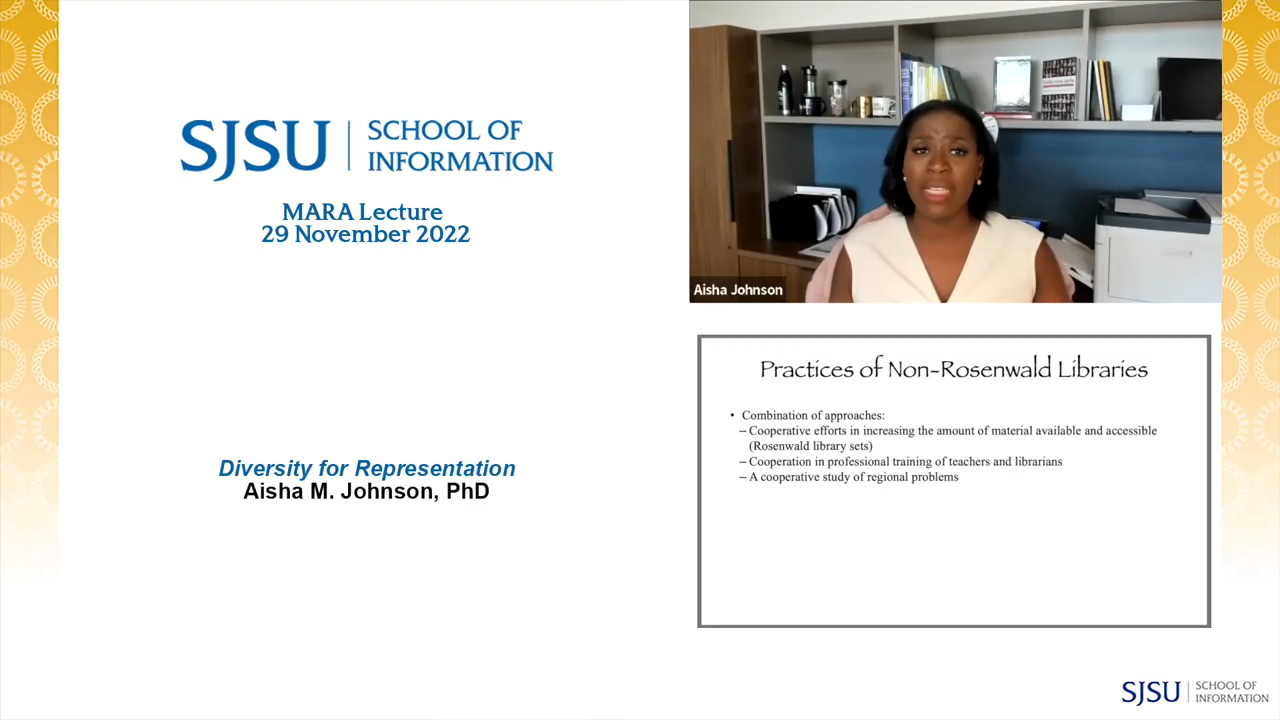 SJSU | SCHOOL OF
INFORMATION
MARA Lecture
29 November 2022
Diversity for Representation
Aisha M. Johnson, PhD
Aisha Johnson
Practices of Non-Rosenwald Libraries
• Combination of approaches:
– Cooperative efforts in increasing the amount of material available and accessible
(Rosenwald library sets)
– Cooperation in professional training of teachers and librarians
– A cooperative study of regional problems
SJSU | SCHOOL OF
INFORMATION